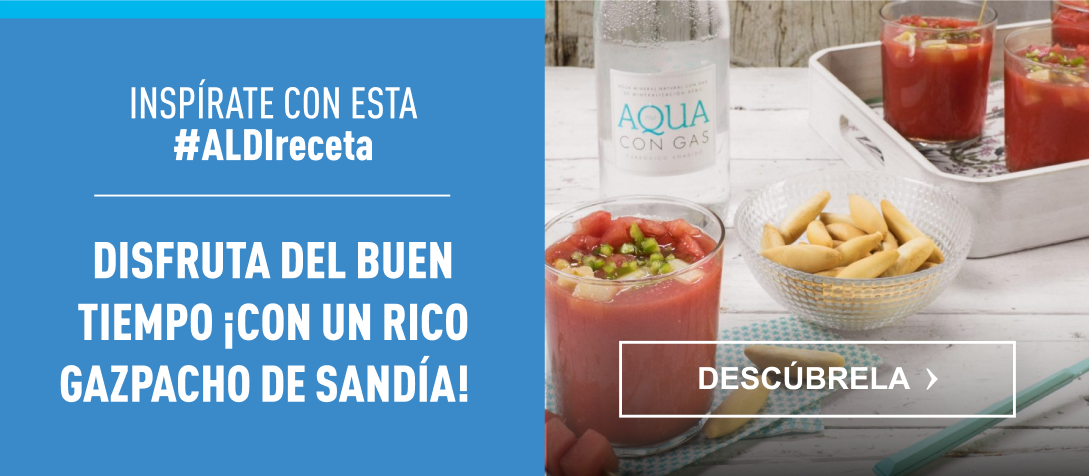 INSPÍRATE CON ESTA
#ALDIreceta
DISFRUTA DEL BUEN
TIEMPO ¡CON UN RICO
GAZPACHO DE SANDÍA!
AQUA
CON GAS
DESCÚBRELA >